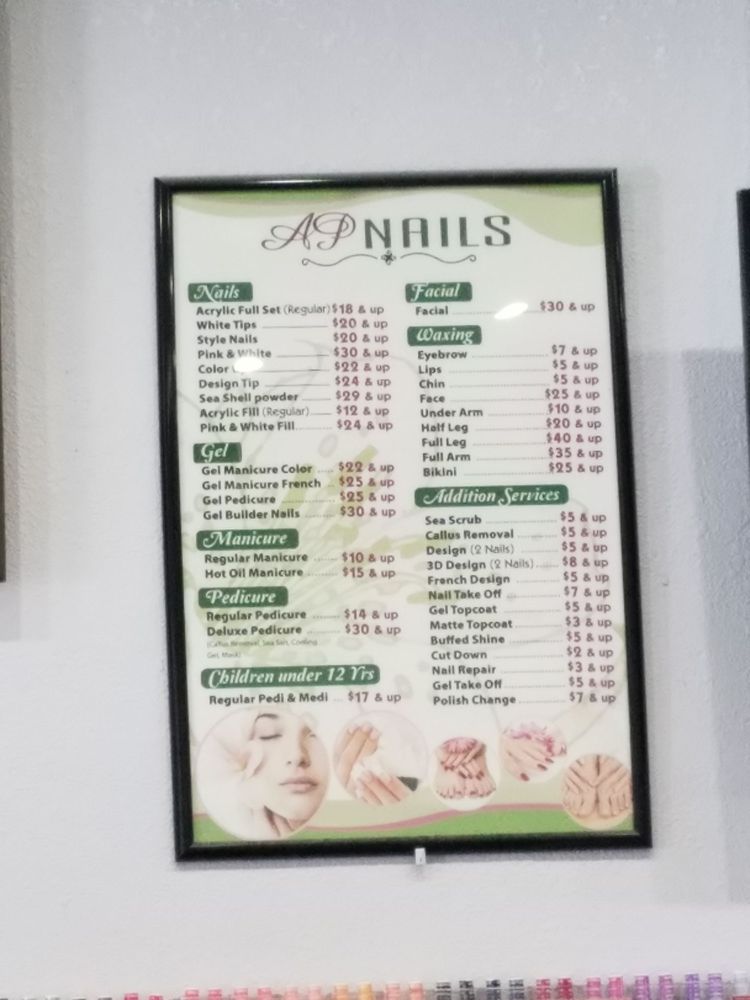 AP NAILS
Nails
Acrylic Full Set (Regular) $18 & up
White Tips $20 & up
Style Nails $20 & up
Pink & White $30 & up
Color $22 & up
Design Tip $24 & up
Sea Shell powder $29 & up
Acrylic Fill (Regular) $12 & up
Pink & White Fill $24 & up
Gel
Gel Manicure Color $22 & up
Gel Manicure French $25 & up
Gel Pedicure $25 & up
Gel Builder Nails $30 & up
Manicure
Regular Manicure $10 & up
Hot Oil Manicure $15 & up
Pedicure
Regular Pedicure $14 & up
Deluxe Pedicure $30 & up
(Callus Removal, Sea Salt, Cooling
Gel, Mask)
Children under 12 Yrs
Regular Pedi & Medi $17 & up
Facial
Facial $30 & up
Waxing
Eyebrow $7 & up
Lips $5 & up
Chin $5 & up
Face $25 & up
Under Arm $10 & up
Half Leg $20 & up
Full Leg $40 & up
Full Arm $35 & up
Bikini $25 & up
Addition Services
Sea Scrub $5 & up
Callus Removal $5 & up
Design (2 Nails) $5 & up
3D Design (2 Nails) $8 & up
French Design $5 & up
Nail Take Off $7 & up
Gel Topcoat $5 & up
Matte Topcoat $3 & up
Buffed Shine $5 & up
Cut Down $2 & up
Nail Repair $3 & up
Gel Take Off $5 & up
Polish Change $7 & up